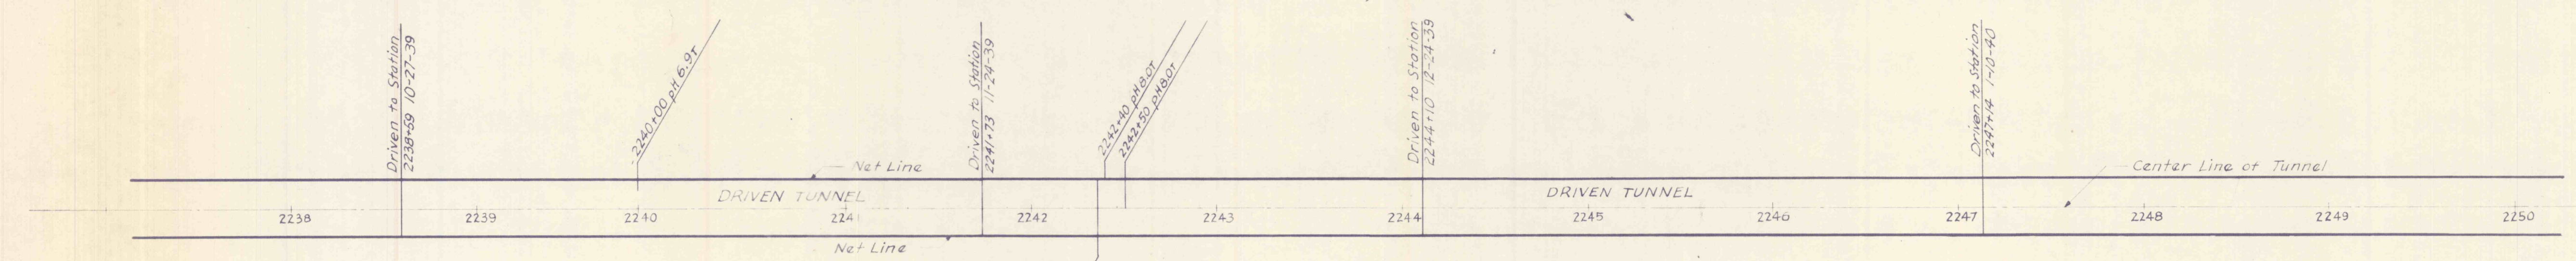 Driven to Station
2238+59 10-27-39
2240+00 pH 6.9T
Driven to Station
2241+73 11-24-39
2242+40 pH 8.0T
2242+50 pH 8.0T
Driven to Station
2244+10 12-24-39
Driven to Station
2247+14 1-10-40
Net Line
Center Line of Tunnel
DRIVEN TUNNEL
DRIVEN TUNNEL
2238 2239 2240 2241 2242 2243 2244 2245 2246 2247 2248 2249 2250
Net Line